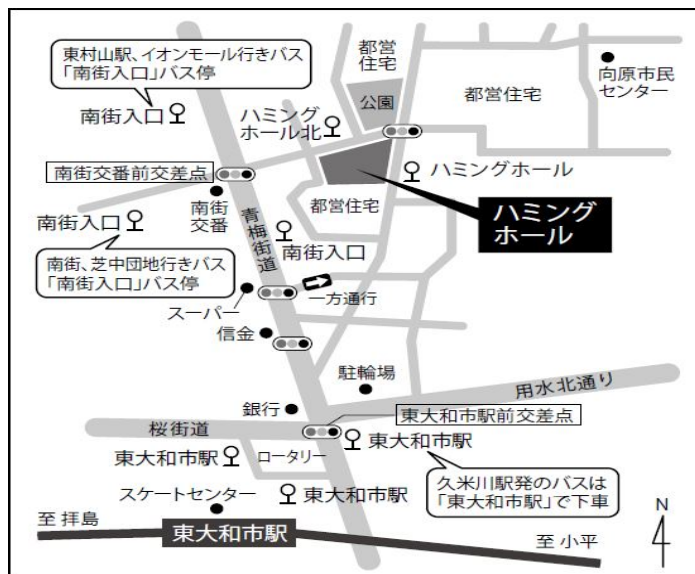 東村山駅、イオンモール行きバス
「南街入口」バス停
南街入口
ハミング
ホール北
都営
住宅
公園
都営住宅
向原市民
センター
南街交番前交差点
ハミングホール
南街
交番
都営住宅
ハミング
ホール
南街入口
青梅街道
南街入口
南街、芝中団地行きバス
「南街入口」バス停
スーパー
一方通行
信金
駐輪場
用水北通り
銀行
東大和市駅前交差点
桜街道
東大和市駅
ロータリー
東大和市駅
久米川駅発のバスは
「東大和市駅」で下車
スケートセンター
東大和市駅
至 拝島
東大和市駅
至 小平
N